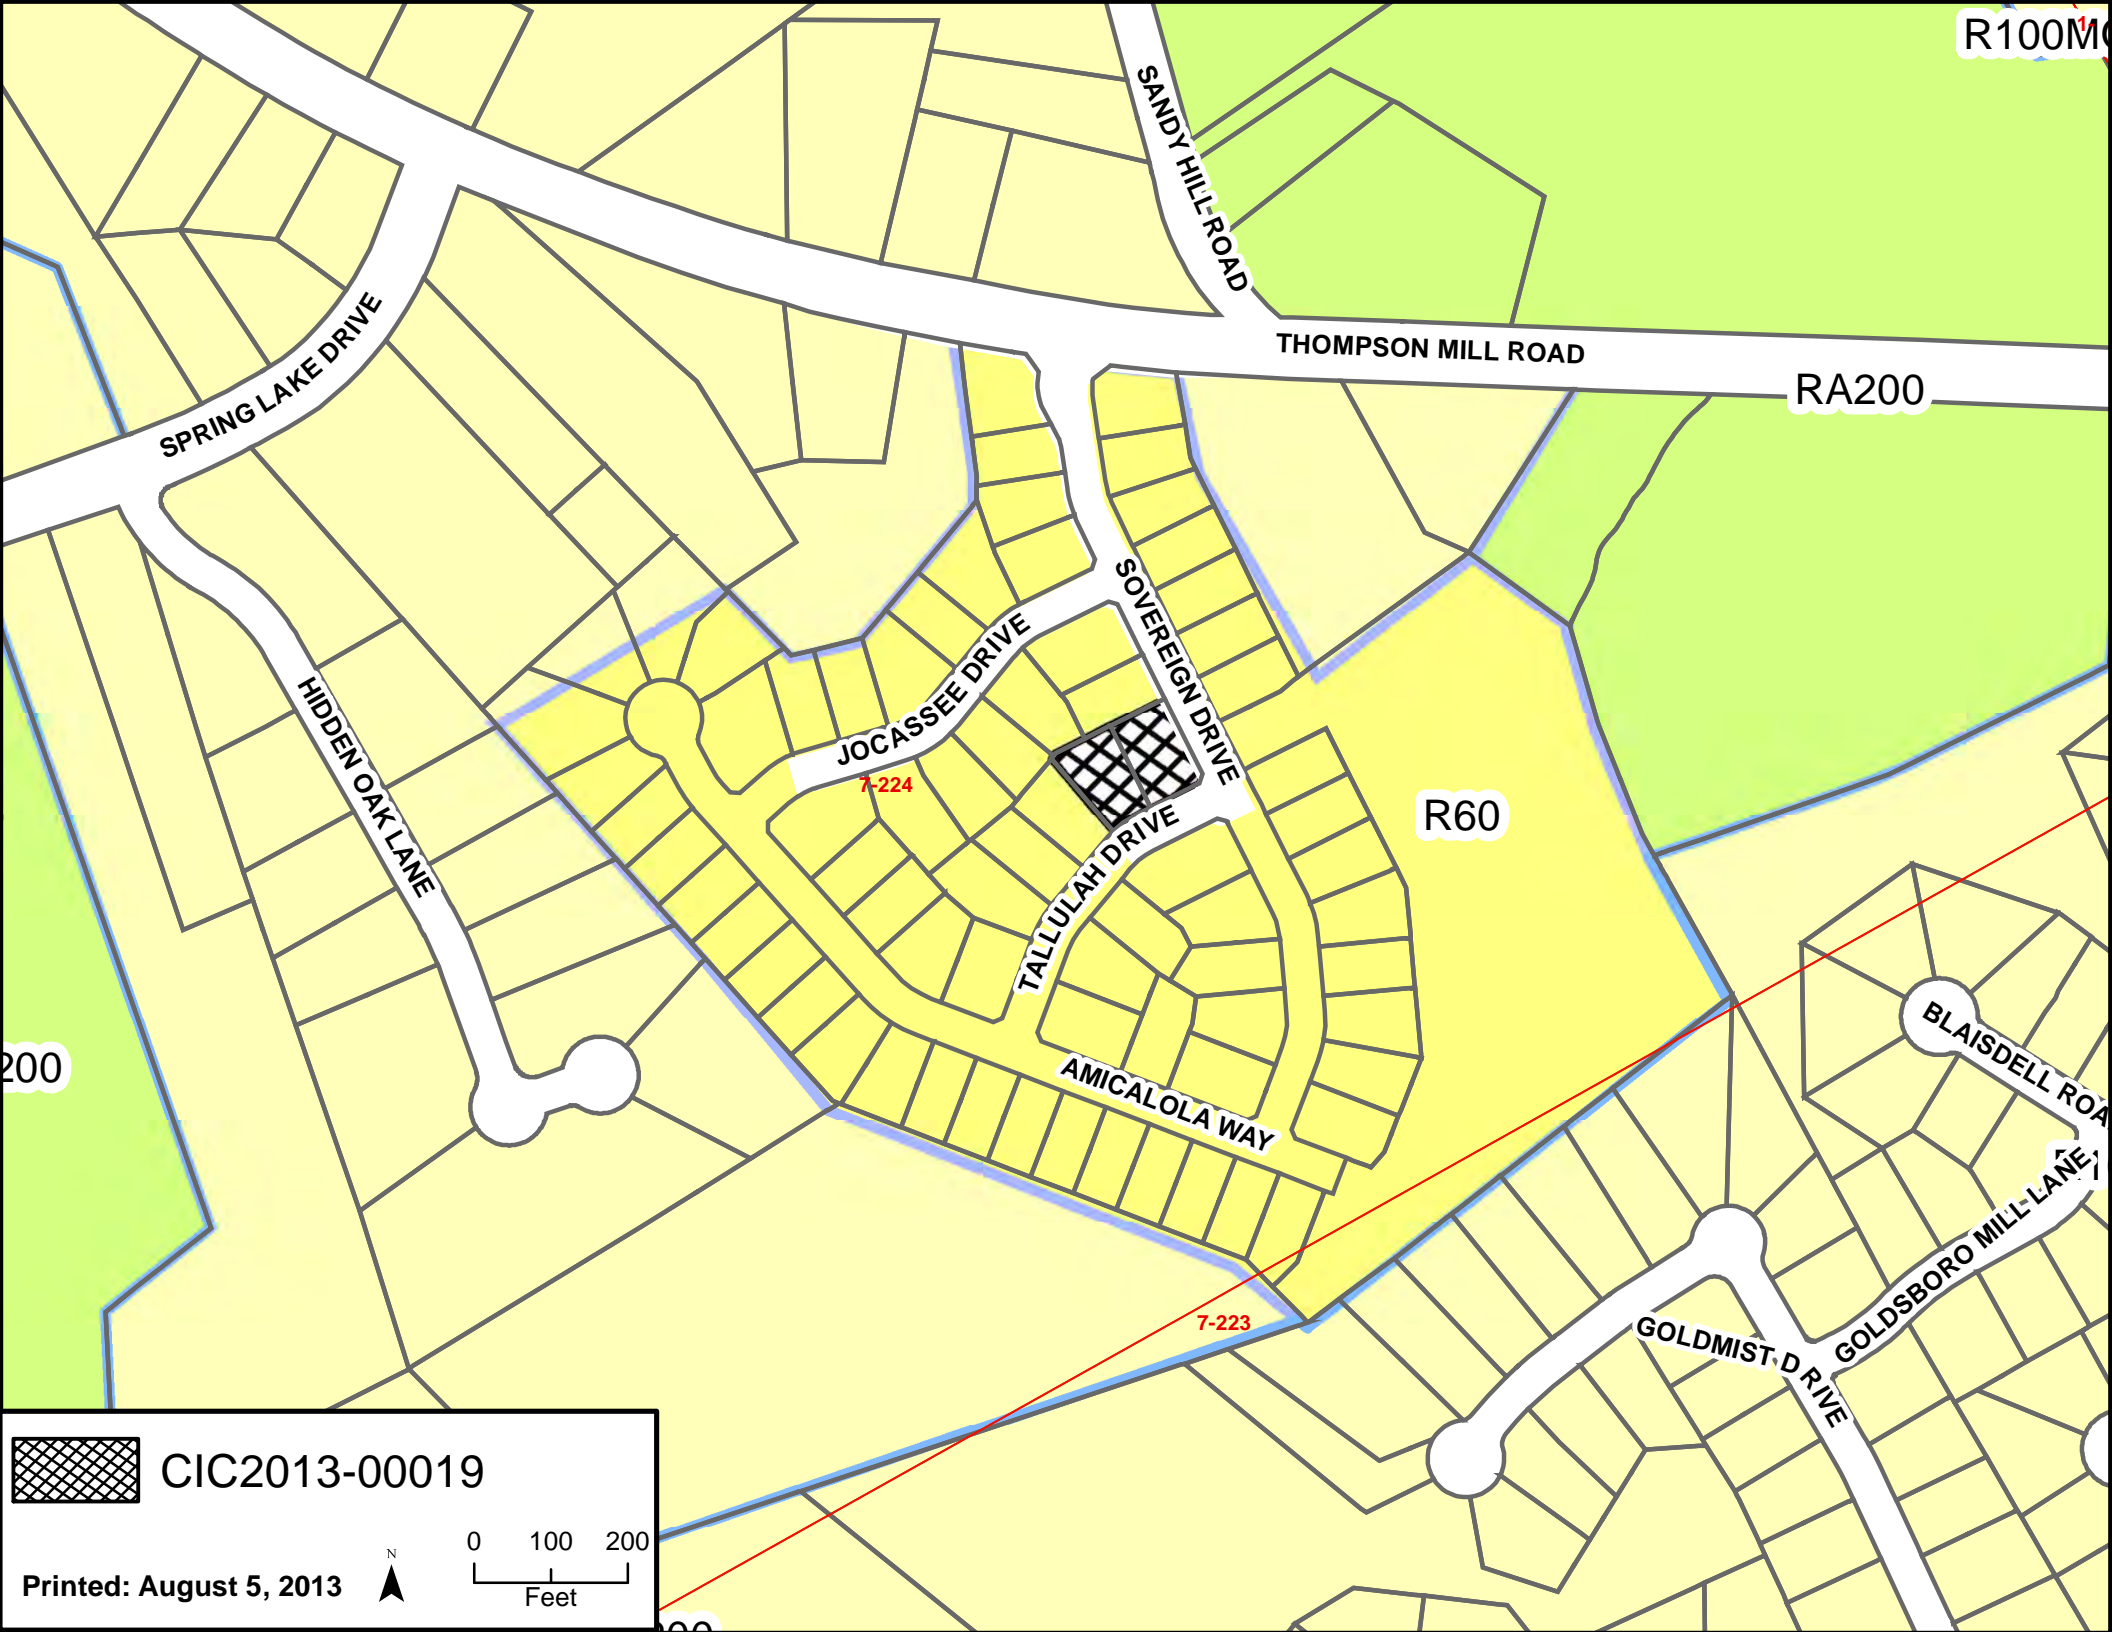 R100M
1-
SANDY HILL ROAD
THOMPSON MILL ROAD
RA200
SPRING LAKE DRIVE
SOVEREIGN DRIVE
JOCASSEE DRIVE
7-224
HIDDEN OAK LANE
R60
TALLULAH DRIVE
AMICALOLA WAY
200
BLAISDELL ROA
GOLDSBORO MILL LANE
GOLDMIST DRIVE
7-223
CIC2013-00019
0 100 200
Feet
N
Printed: August 5, 2013